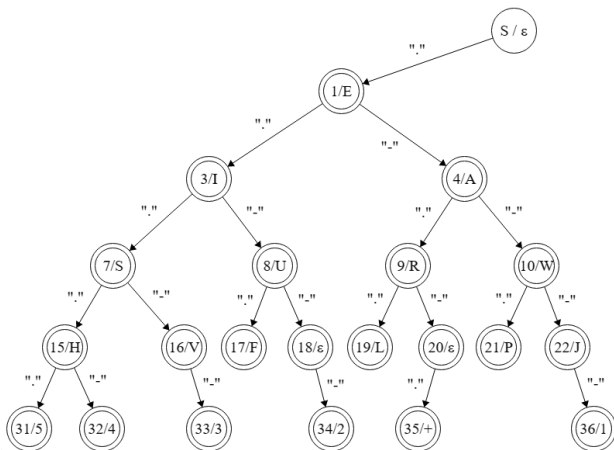 S / ε
"."
1/E
"." "-"
3/I 4/A
"." "-" "." "-"
7/S 8/U 9/R 10/W
"." "-" "." "-" "." "-" "." "-"
15/H 16/V 17/F 18/ε 19/L 20/ε 21/P 22/J
"." "-" "-" "-" "." "-"
31/5 32/4 33/3 34/2 35/+ 36/1